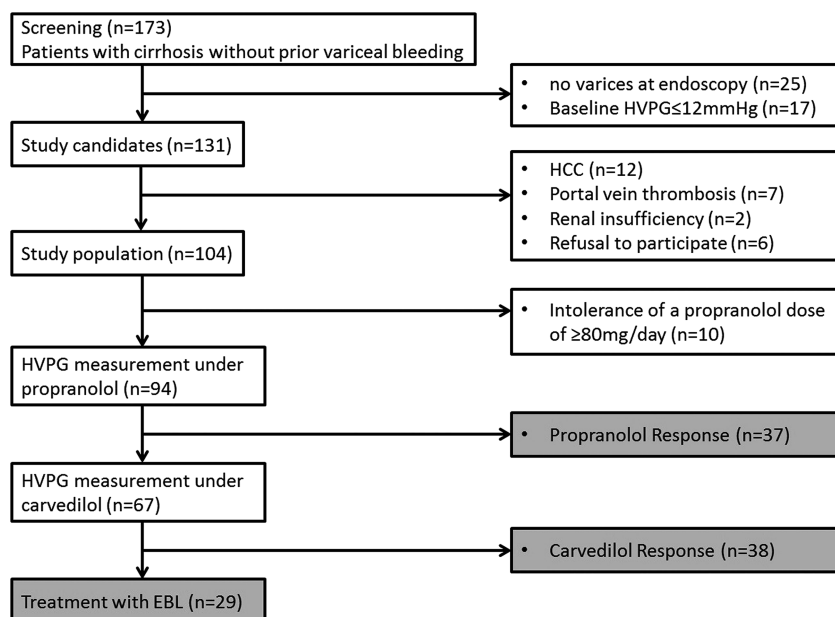 Screening (n=173)
Patients with cirrhosis without prior variceal bleeding
• no varices at endoscopy (n=25)
• Baseline HVPG≤12mmHg (n=17)
Study candidates (n=131)
• HCC (n=12)
• Portal vein thrombosis (n=7)
• Renal insufficiency (n=2)
• Refusal to participate (n=6)
Study population (n=104)
• Intolerance of a propranolol dose
of ≥80mg/day (n=10)
HVPG measurement under
propranolol (n=94)
• Propranolol Response (n=37)
HVPG measurement under
carvedilol (n=67)
• Carvedilol Response (n=38)
Treatment with EBL (n=29)